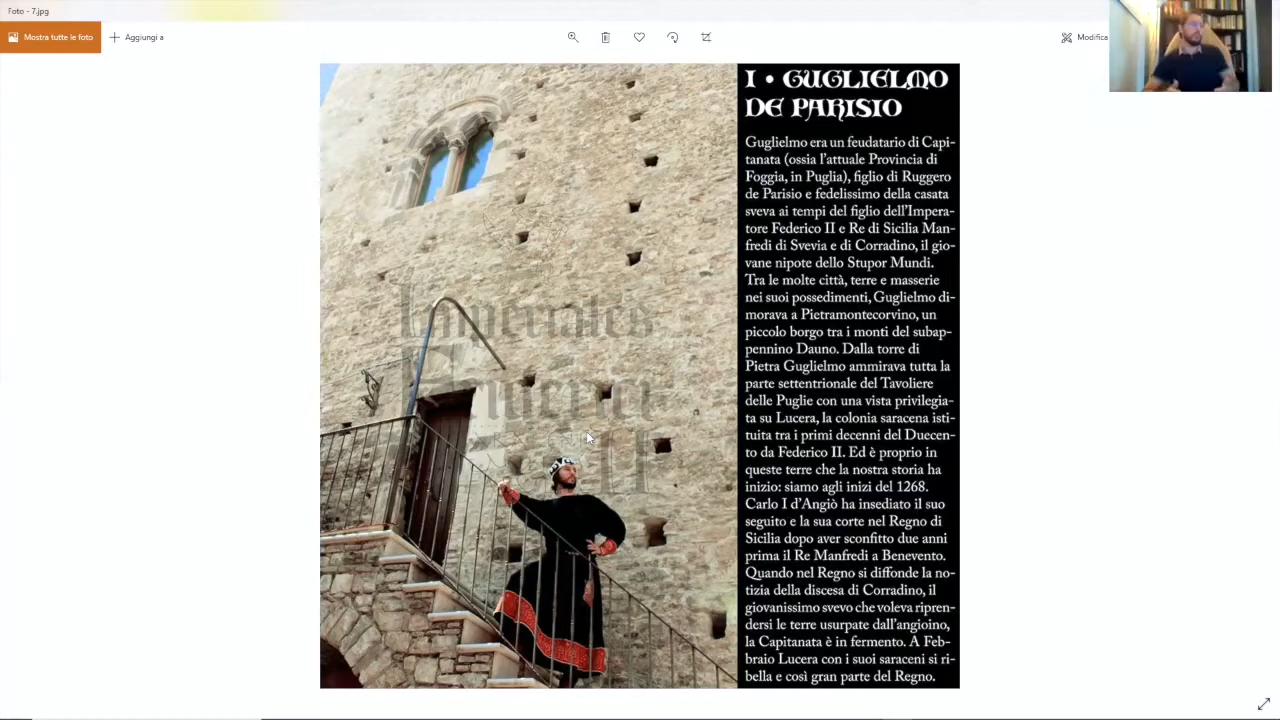 Foto - 7.jpg
Mostra tutte le foto
Aggiungi a
Modifica
I • GUGLIELMO
DE PARISIO
Guglielmo era un feudatario di Capi-
tanata (ossia l'attuale Provincia di
Foggia, in Puglia), figlio di Ruggero
de Parisio e fedelissimo della casata
sveva ai tempi del figlio dell'Impera-
tore Federico II e Re di Sicilia Man-
fredi di Svevia e di Corradino, il gio-
vane nipote dello Stupor Mundi.
Tra le molte città, terre e masserie
nei suoi possedimenti, Guglielmo di-
morava a Pietramontecorvino, un
piccolo borgo tra i monti del subap-
pennino Dauno. Dalla torre di
Pietra Guglielmo ammirava tutta la
parte settentrionale del Tavoliere
delle Puglie con una vista privilegia-
ta su Lucera, la colonia saracena isti-
tuita tra i primi decenni del Duecen-
to da Federico II. Ed è proprio in
queste terre che la nostra storia ha
inizio: siamo agli inizi del 1268.
Carlo I d'Angiò ha insediato il suo
seguito e la sua corte nel Regno di
Sicilia dopo aver sconfitto due anni
prima il Re Manfredi a Benevento.
Quando nel Regno si diffonde la no-
tizia della discesa di Corradino, il
giovanissimo svevo che voleva ripren-
dersi le terre usurpate dall'angioino,
la Capitanata è in fermento. A Feb-
braio Lucera con i suoi saraceni si ri-
bella e così gran parte del Regno.
Imperiales
Friderici
II